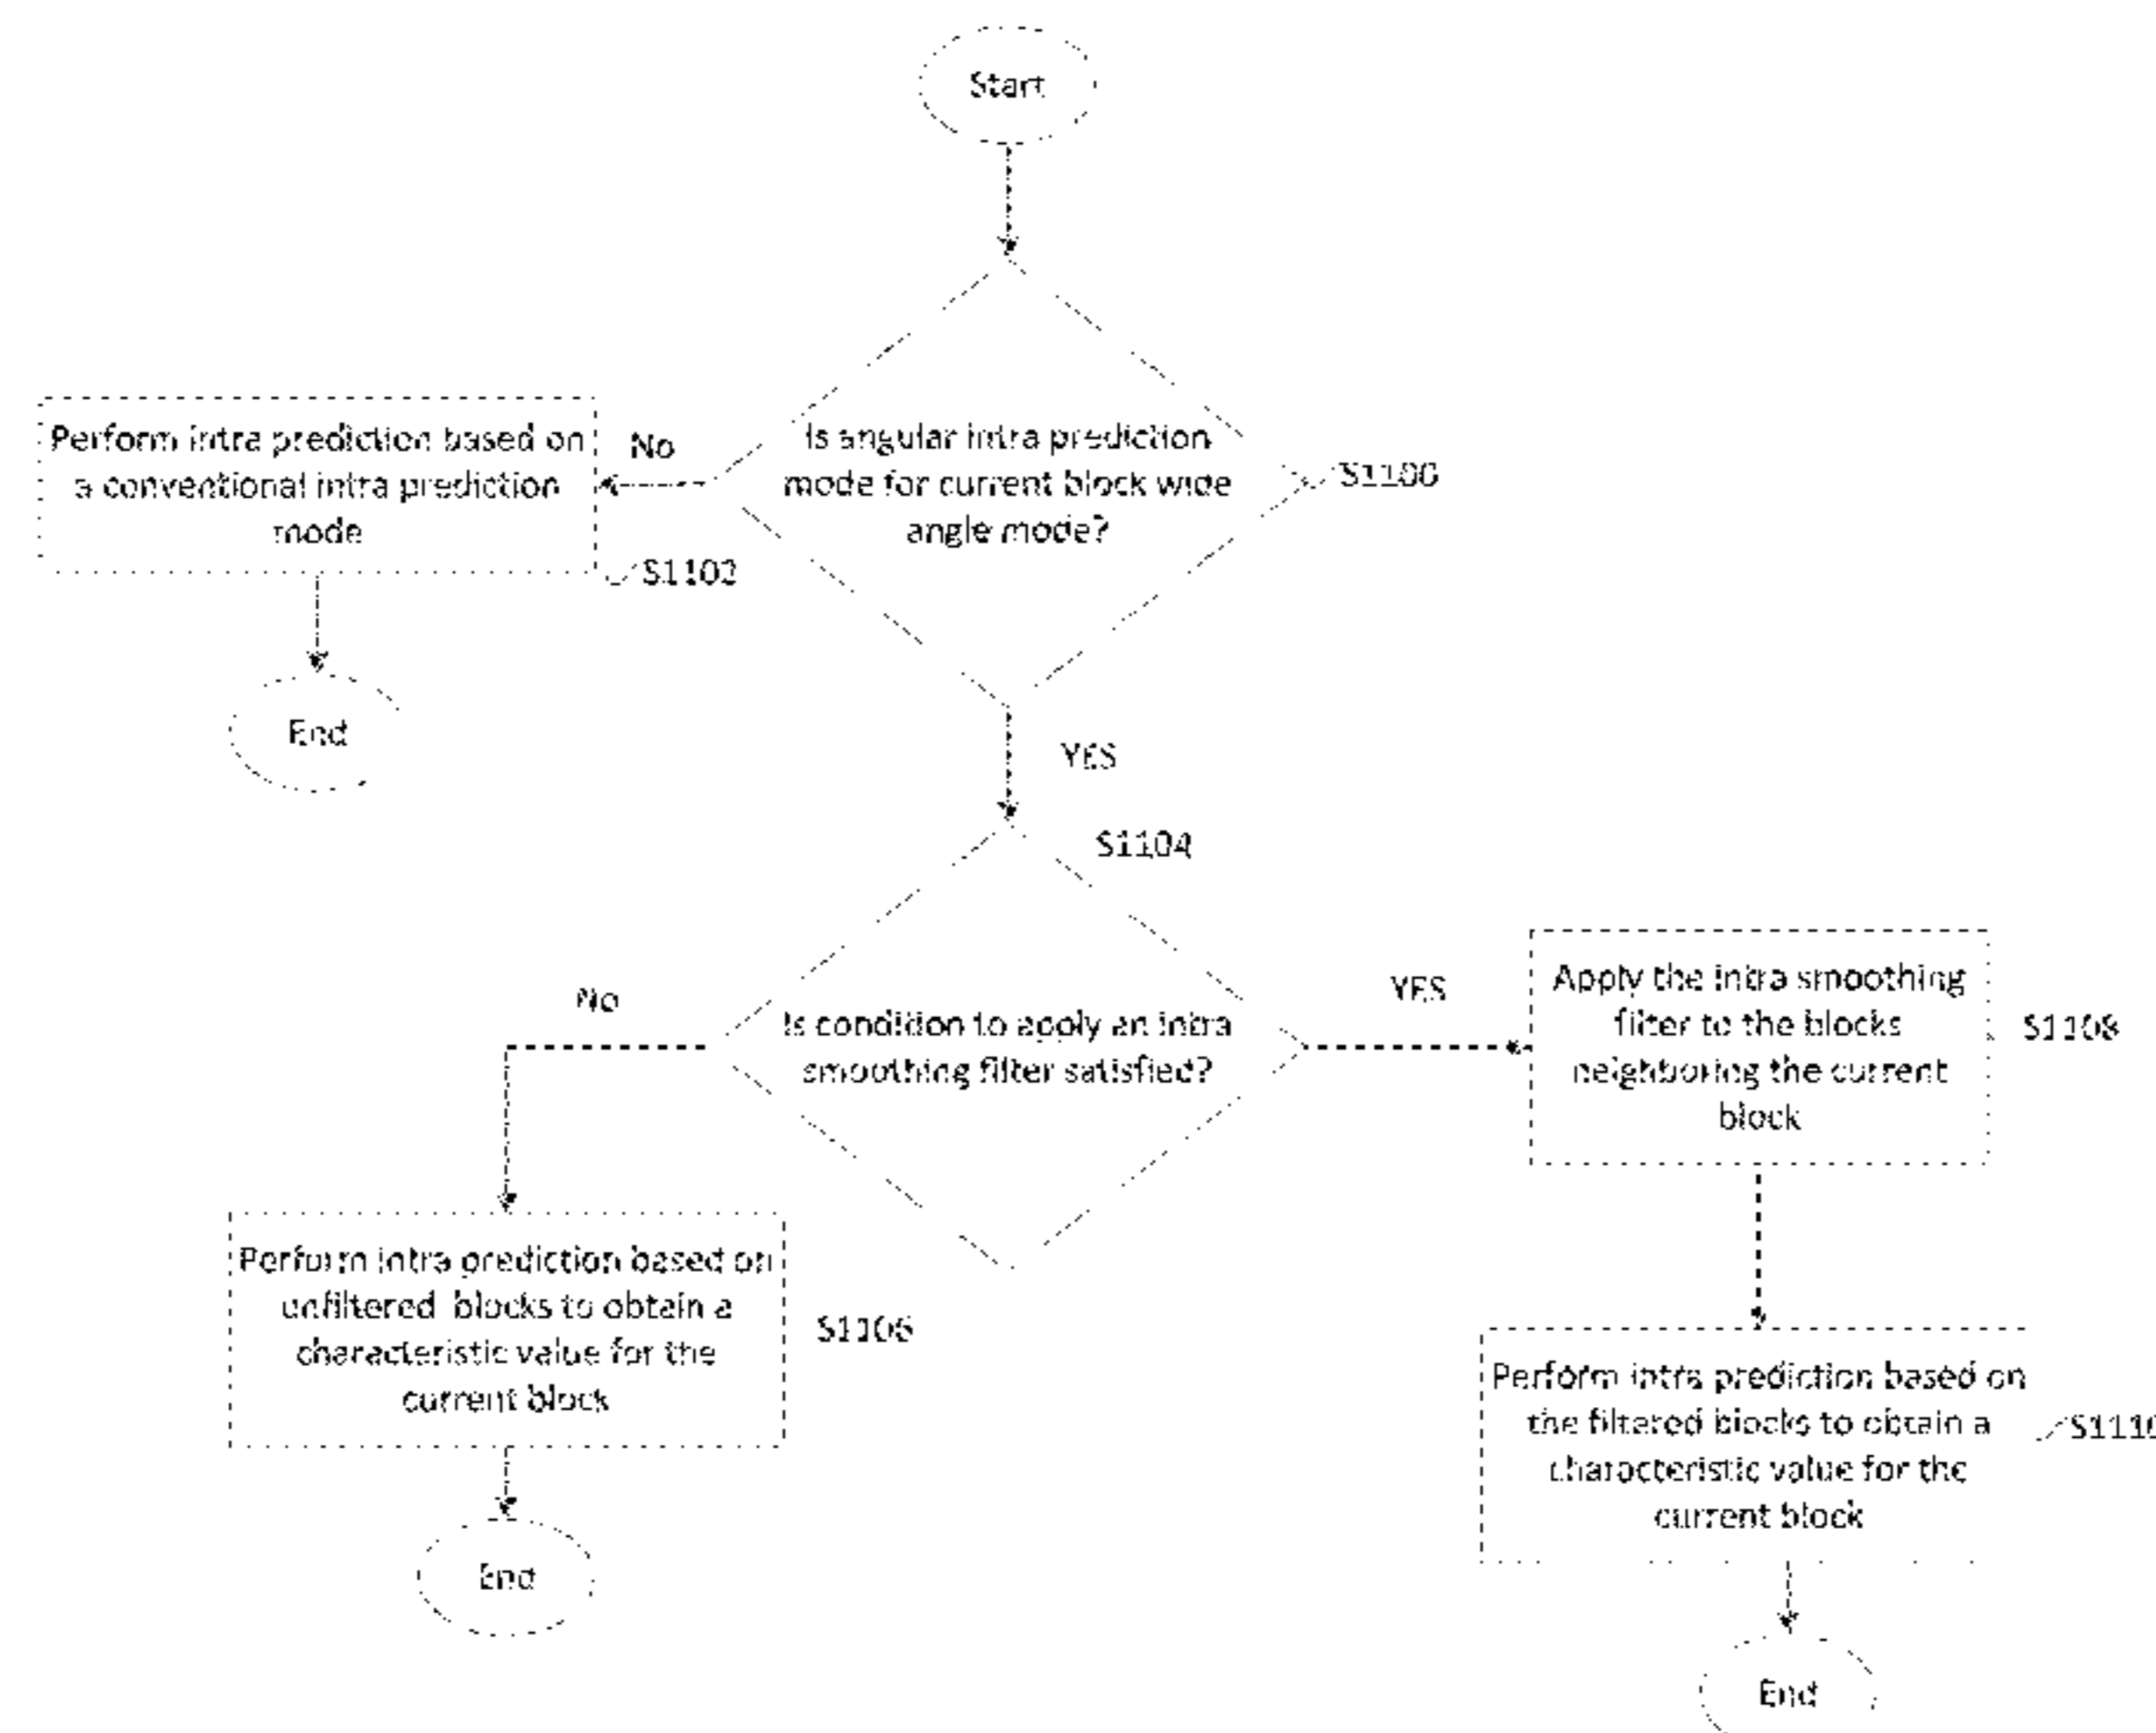 Start
Is angular intra prediction
mode for current block wide
angle mode?
S1100
No
Perform intra prediction based on
a conventional intra prediction
mode
S1102
End
YES
S1104
Is condition to apply an intra
smoothing filter satisfied?
No
YES
Apply the intra smoothing
filter to the blocks
neighboring the current
block
S1108
Perform intra prediction based on
unfiltered blocks to obtain a
characteristic value for the
current block
S1106
End
Perform intra prediction based on
the filtered blocks to obtain a
characteristic value for the
current block
S1110
End